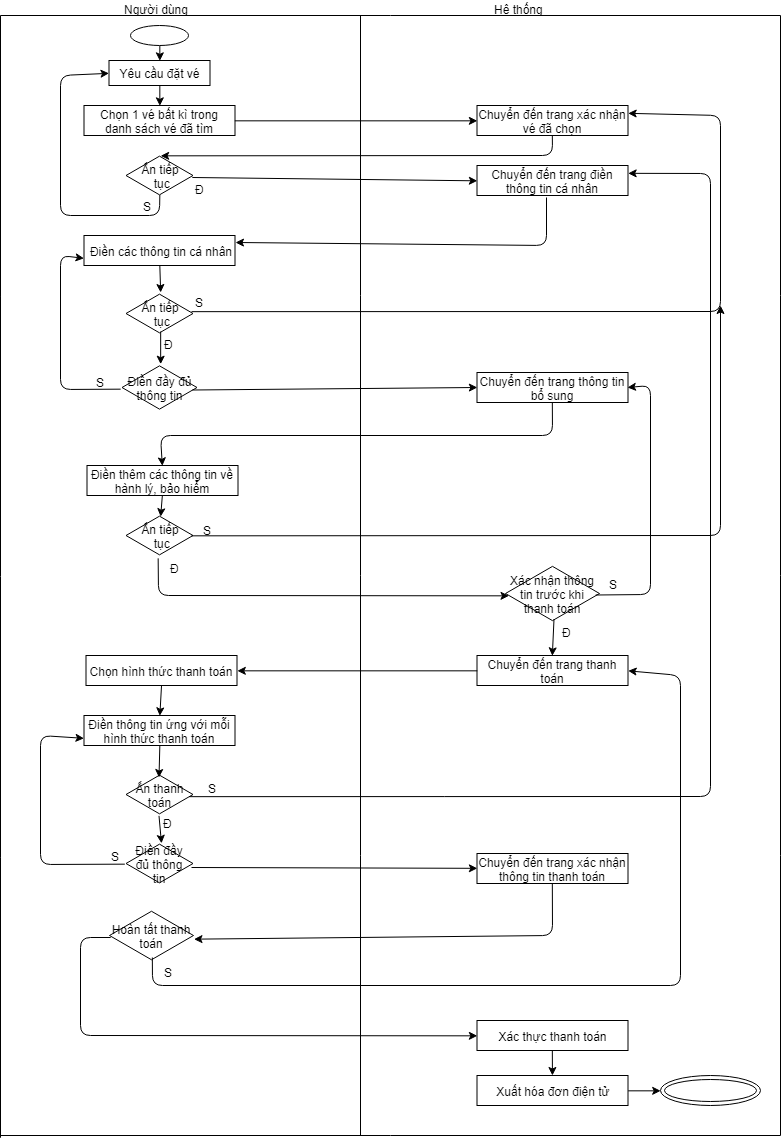 Người dùng
Hệ thống
Yêu cầu đặt vé
Chọn 1 vé bất kì trong
danh sách vé đã tìm
Chuyển đến trang xác nhận
vé đã chọn
Ấn tiếp
tục
Đ
S
Chuyển đến trang điền
thông tin cá nhân
Điền các thông tin cá nhân
Ấn tiếp
tục
S
Đ
Điền đầy đủ
thông tin
S
Chuyển đến trang thông tin
bổ sung
Điền thêm các thông tin về
hành lý, bảo hiểm
Ấn tiếp
tục
S
Đ
Xác nhận thông
tin trước khi
thanh toán
S
Đ
Chọn hình thức thanh toán
Chuyển đến trang thanh
toán
Điền thông tin ứng với mỗi
hình thức thanh toán
Ấn thanh
toán
S
Đ
Điền đầy
đủ thông
tin
S
Chuyển đến trang xác nhận
thông tin thanh toán
Hoàn tất thanh
toán
S
Xác thực thanh toán
Xuất hóa đơn điện tử